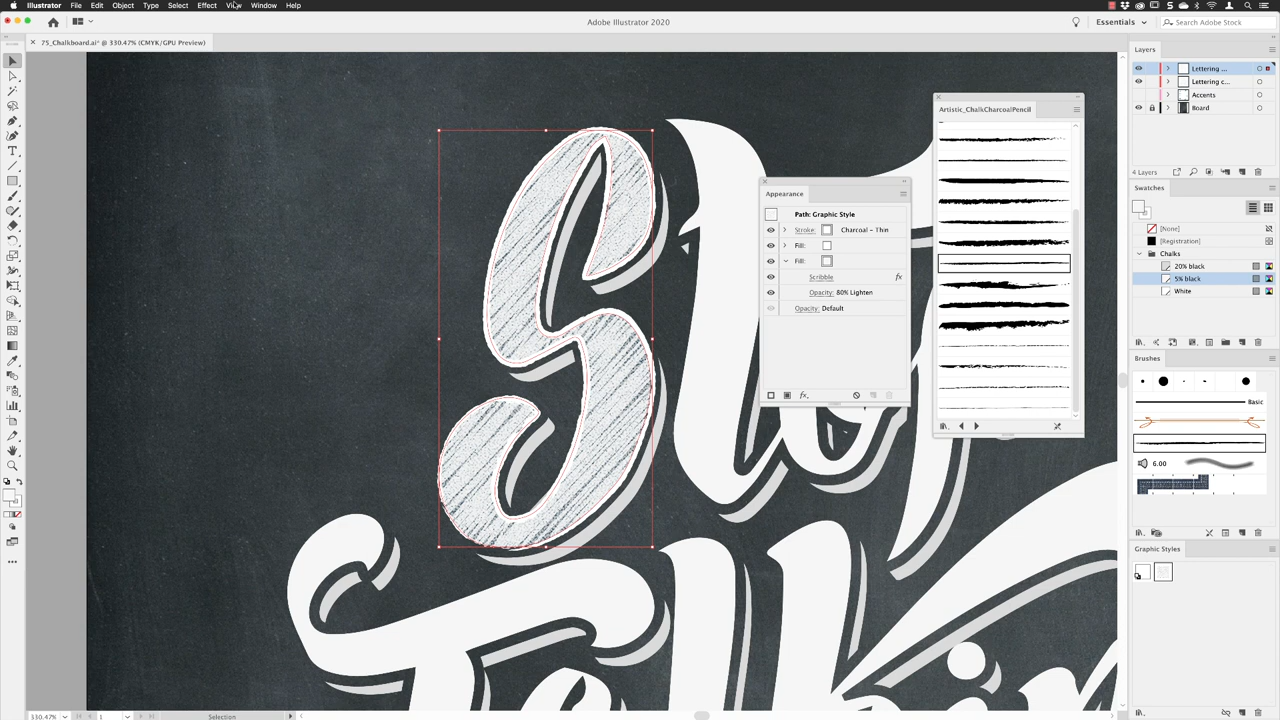 Illustrator File Edit Object Type Select Effect View Window Help
Adobe Illustrator 2020
Essentials
Search Adobe Stock
× 75_Chalkboard.ai* @ 330.47% (CMYK/GPU Preview)
S
T
Artistic_ChalkCharcoalPencil
Appearance
Path: Graphic Style
Stroke: Charcoal - Thin
Fill:
Fill:
Scribble fx
Opacity: 80% Lighten
Opacity: Default
fx.
Layers
Lettering ...
Lettering c...
Accents
Board
4 Layers
Swatches
[None]
[Registration]
Chalks
20% black
5% black
White
Brushes
Basic
6.00
Graphic Styles
330.47% 1 Selection